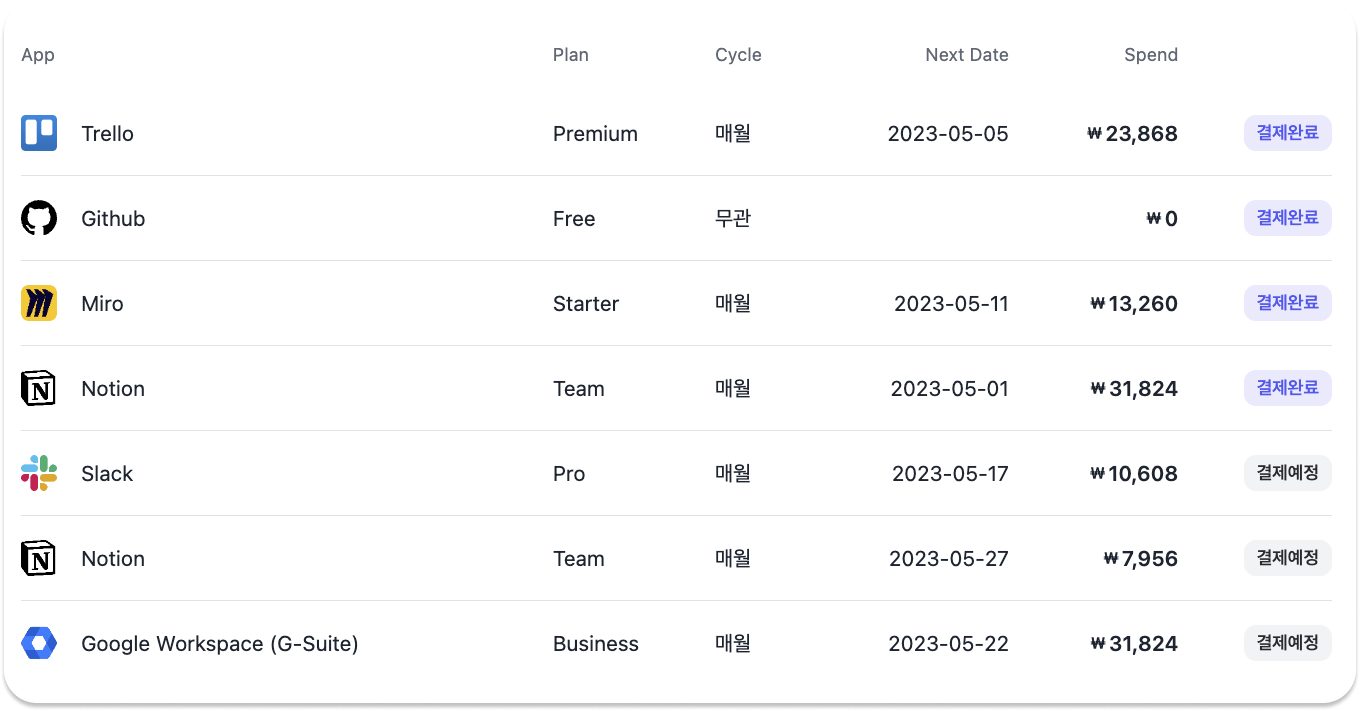 App Plan Cycle Next Date Spend
Trello Premium 매월 2023-05-05 ₩23,868 결제완료
Github Free 무관 ₩0 결제완료
Miro Starter 매월 2023-05-11 ₩13,260 결제완료
Notion Team 매월 2023-05-01 ₩31,824 결제완료
Slack Pro 매월 2023-05-17 ₩10,608 결제예정
Notion Team 매월 2023-05-27 ₩7,956 결제예정
Google Workspace (G-Suite) Business 매월 2023-05-22 ₩31,824 결제예정